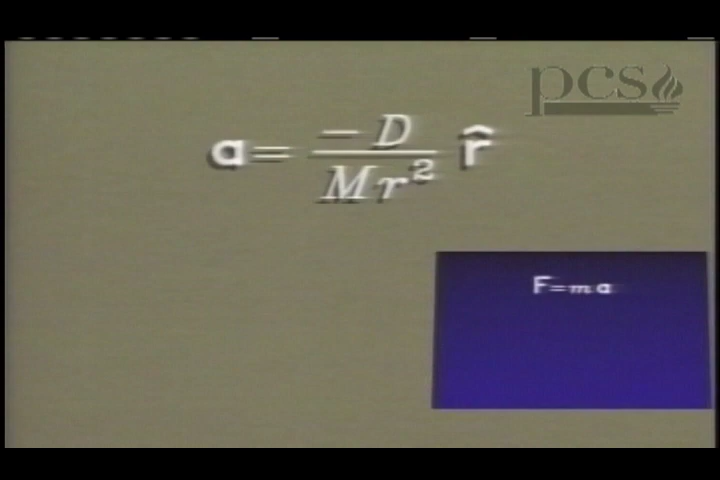 pcs
a = −D / Mr² r̂
F=ma